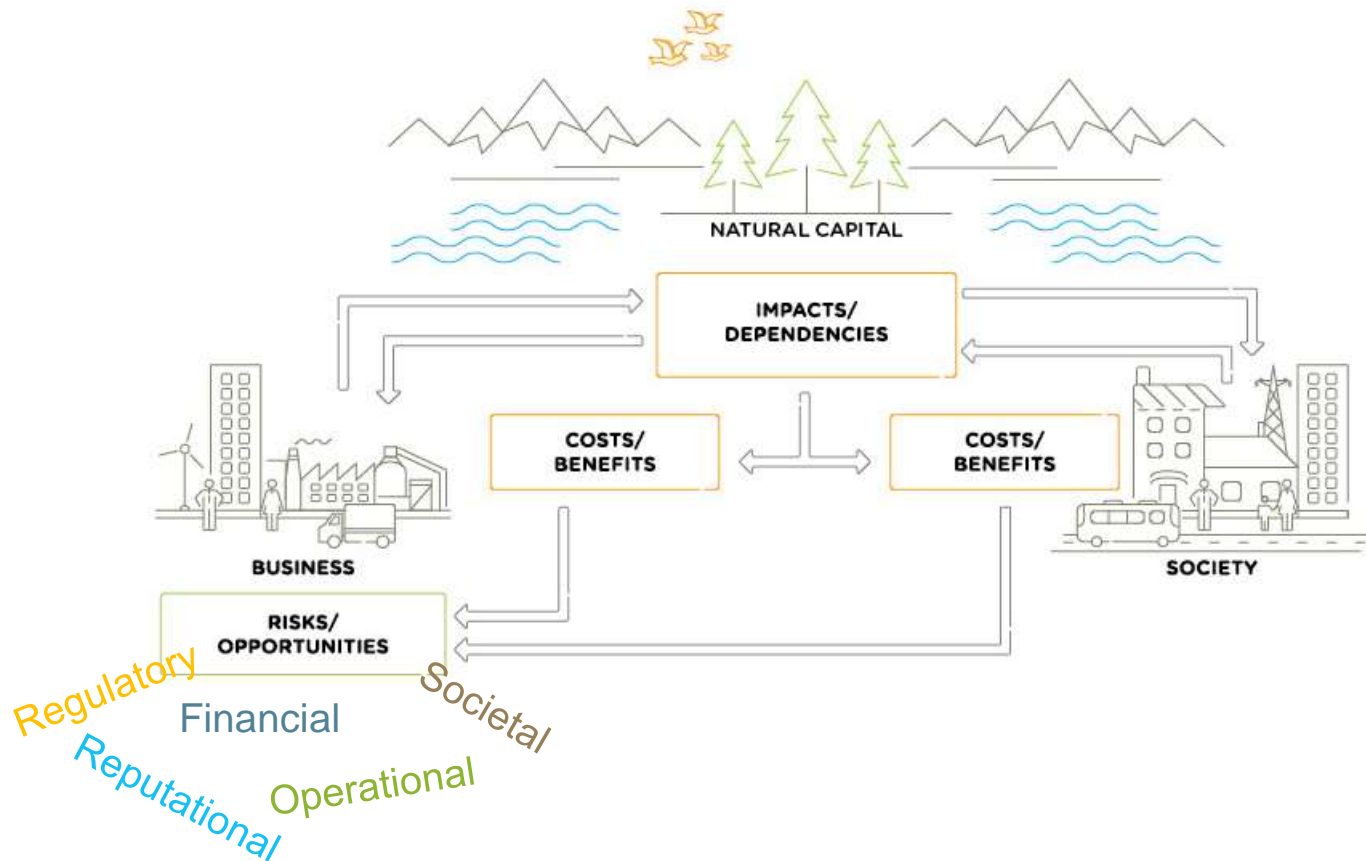 NATURAL CAPITAL
IMPACTS/
DEPENDENCIES
COSTS/
BENEFITS
COSTS/
BENEFITS
BUSINESS
SOCIETY
RISKS/
OPPORTUNITIES
Regulatory
Financial
Societal
Reputational
Operational